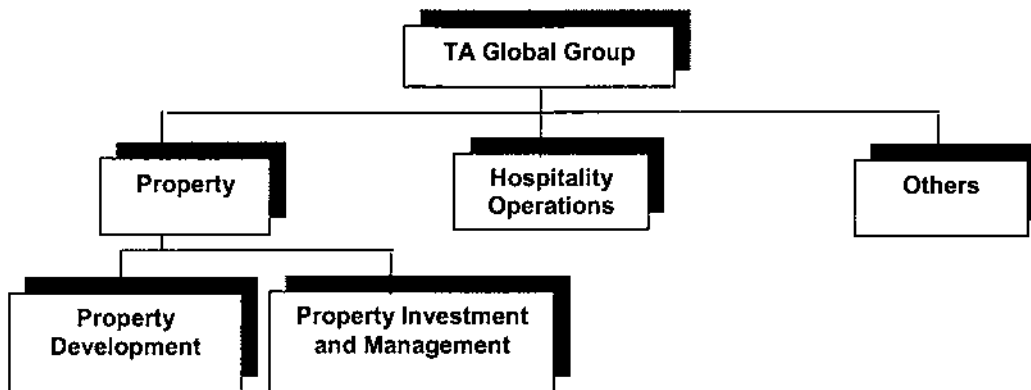 TA Global Group
Property
Hospitality
Operations
Others
Property
Development
Property Investment
and Management